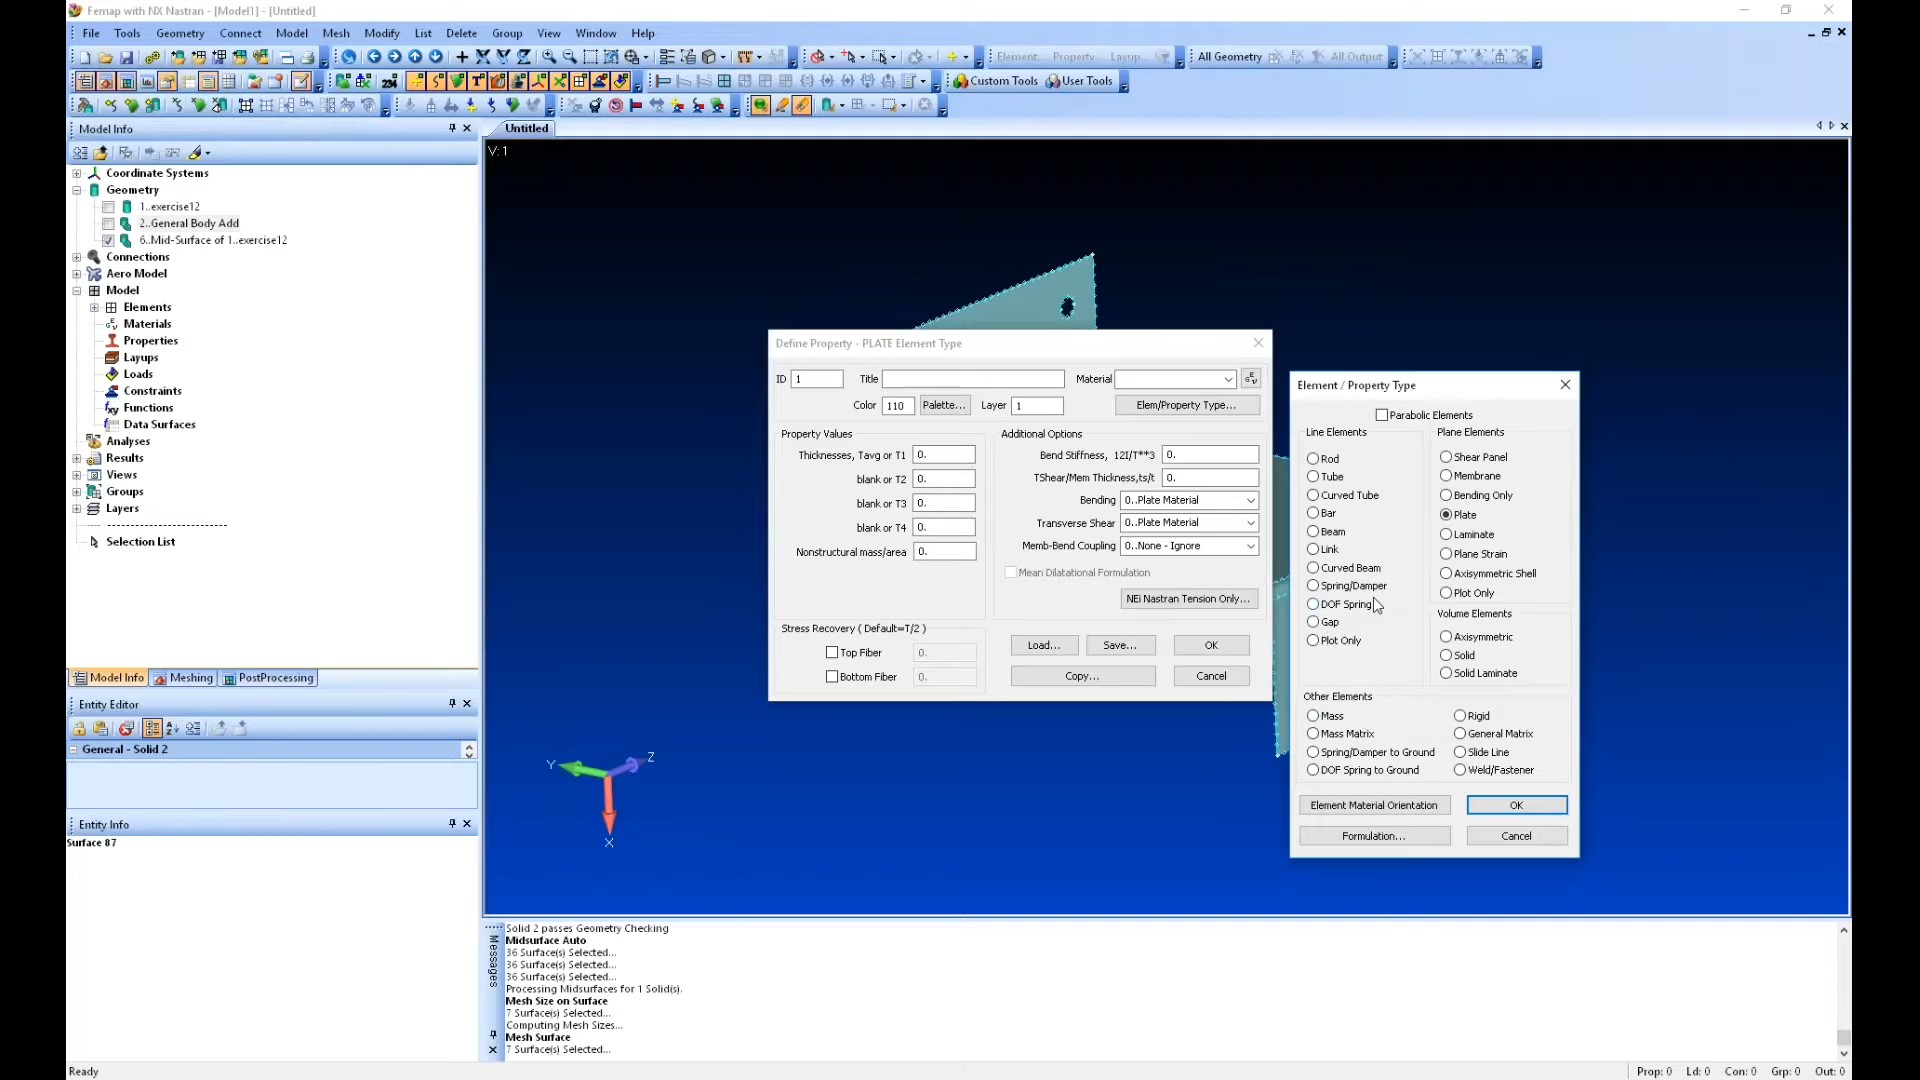 Femap with NX Nastran - [Model1] - [Untitled]
File Tools Geometry Connect Model Mesh Modify List Delete Group View Window Help
Element... Property... Layup... All Geometry All Output
234 Custom Tools User Tools
Model Info
Untitled
V:1
Coordinate Systems
Geometry
1..exercise12
2..General Body Add
6..Mid-Surface of 1..exercise12
Connections
Aero Model
Model
Elements
Materials
Properties
Layups
Loads
Constraints
Functions
Data Surfaces
Analyses
Results
Views
Groups
Layers
Selection List
Model Info Meshing PostProcessing
Entity Editor
General - Solid 2
Entity Info
Surface 87
Define Property - PLATE Element Type
ID 1 Title Material
Color 110 Palette... Layer 1 Elem/Property Type...
Property Values
Thicknesses, Tavg or T1 0.
blank or T2 0.
blank or T3 0.
blank or T4 0.
Nonstructural mass/area 0.
Additional Options
Bend Stiffness, 12I/T**3 0.
TShear/Mem Thickness,ts/t 0.
Bending 0..Plate Material
Transverse Shear 0..Plate Material
Memb-Bend Coupling 0..None - Ignore
Mean Dilatational Formulation
NEi Nastran Tension Only...
Stress Recovery ( Default=T/2 )
Top Fiber 0.
Bottom Fiber 0.
Load... Save... OK
Copy... Cancel
Element / Property Type
Parabolic Elements
Line Elements
Rod
Tube
Curved Tube
Bar
Beam
Link
Curved Beam
Spring/Damper
DOF Spring
Gap
Plot Only
Plane Elements
Shear Panel
Membrane
Bending Only
Plate
Laminate
Plane Strain
Axisymmetric Shell
Plot Only
Volume Elements
Axisymmetric
Solid
Solid Laminate
Other Elements
Mass
Mass Matrix
Spring/Damper to Ground
DOF Spring to Ground
Rigid
General Matrix
Slide Line
Weld/Fastener
Element Material Orientation OK
Formulation... Cancel
Y Z
X
Messages
Solid 2 passes Geometry Checking
Midsurface Auto
36 Surface(s) Selected...
36 Surface(s) Selected...
36 Surface(s) Selected...
Processing Midsurfaces for 1 Solid(s).
Mesh Size on Surface
7 Surface(s) Selected...
Computing Mesh Sizes...
Mesh Surface
7 Surface(s) Selected...
Ready Prop: 0 Ld: 0 Con: 0 Grp: 0 Out: 0